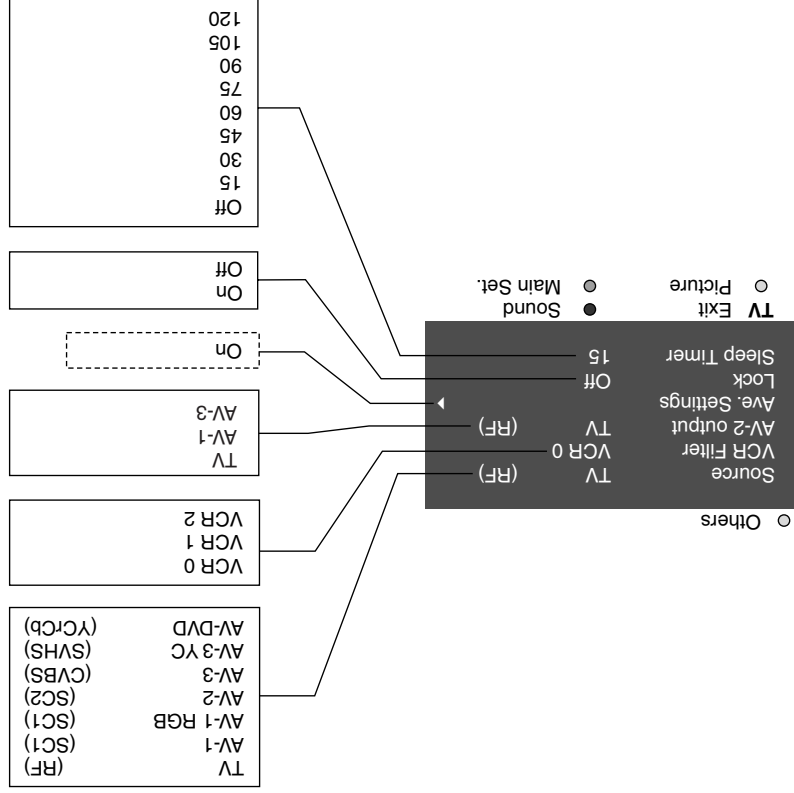 Others
Source TV (RF)
VCR Filter VCR 0
AV-2 output TV (RF)
Ave. Settings
Lock Off
Sleep Timer 15
TV Exit Sound
Picture Main Set.
TV (RF)
AV-1 (SC1)
AV-1 RGB (SC1)
AV-2 (SC2)
AV-3 (CVBS)
AV-3 YC (SVHS)
AV-DVD (YCrCb)
VCR 0
VCR 1
VCR 2
TV
AV-1
AV-3
On
On
Off
Off
15
30
45
60
75
90
105
120